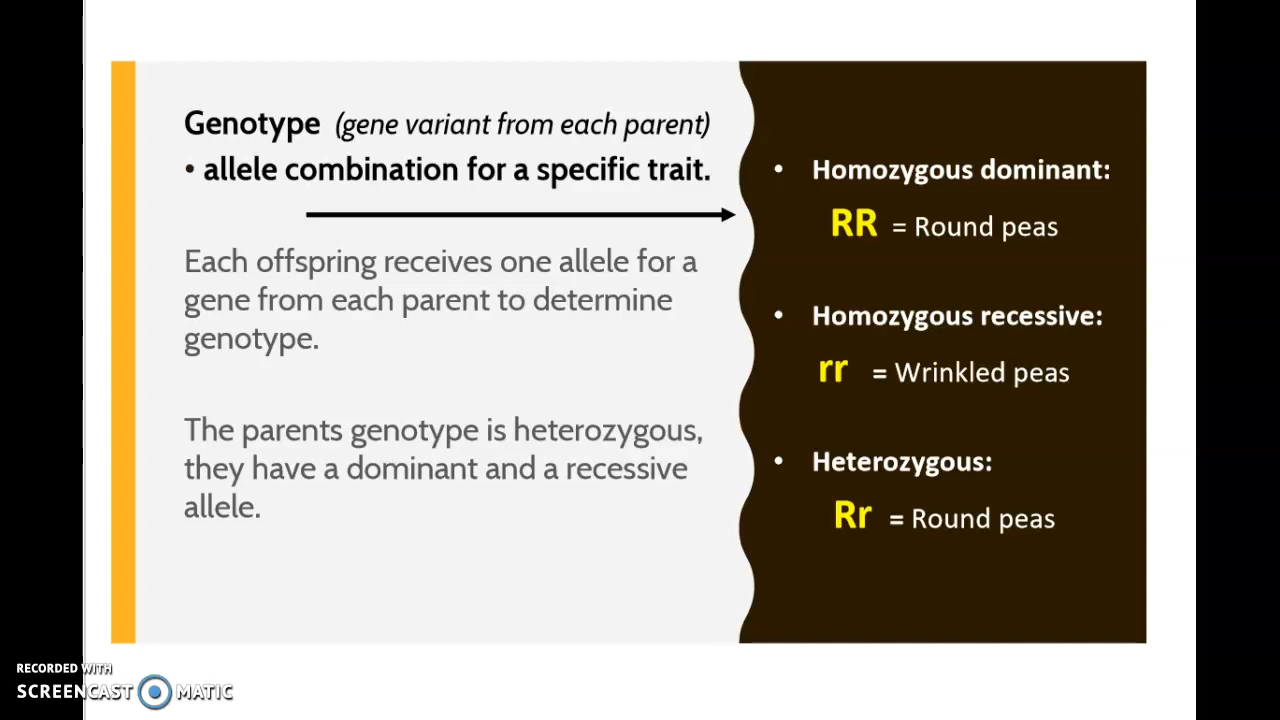 Genotype (gene variant from each parent)
• allele combination for a specific trait.
Each offspring receives one allele for a
gene from each parent to determine
genotype.
The parents genotype is heterozygous,
they have a dominant and a recessive
allele.
• Homozygous dominant:
RR = Round peas
• Homozygous recessive:
rr = Wrinkled peas
• Heterozygous:
Rr = Round peas
RECORDED WITH
SCREENCAST MATIC